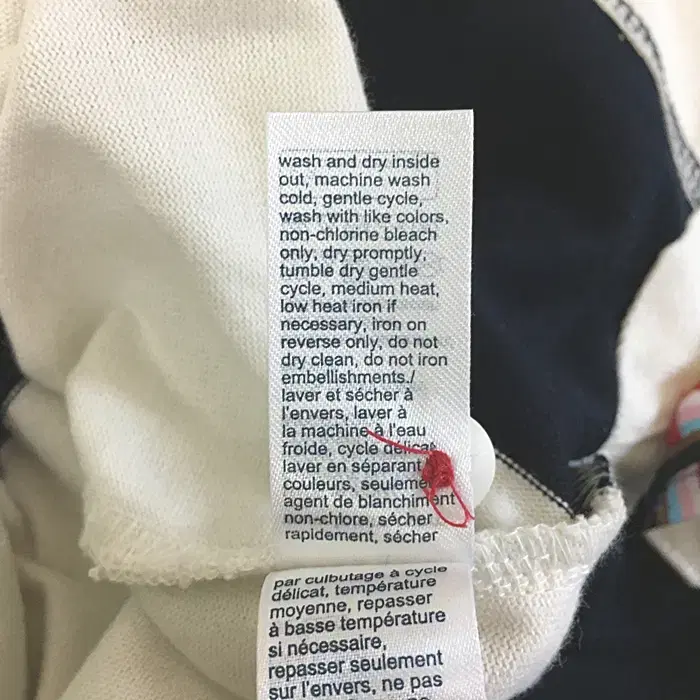 wash and dry inside
out, machine wash
cold, gentle cycle,
wash with like colors,
non-chlorine bleach
only, dry promptly,
tumble dry gentle
cycle, medium heat,
low heat iron if
necessary, iron on
reverse only, do not
dry clean, do not iron
embellishments./
laver et sécher à
l'envers, laver à
la machine à l'eau
froide, cycle délicat
laver en séparant
couleurs,
agent de blanchiment
non-chlore, sécher
rapidement, sécher
par culbutage à cycle
délicat, température
moyenne, repasser
à basse température
si nécessaire,
repasser seulement
sur l'envers, ne pas